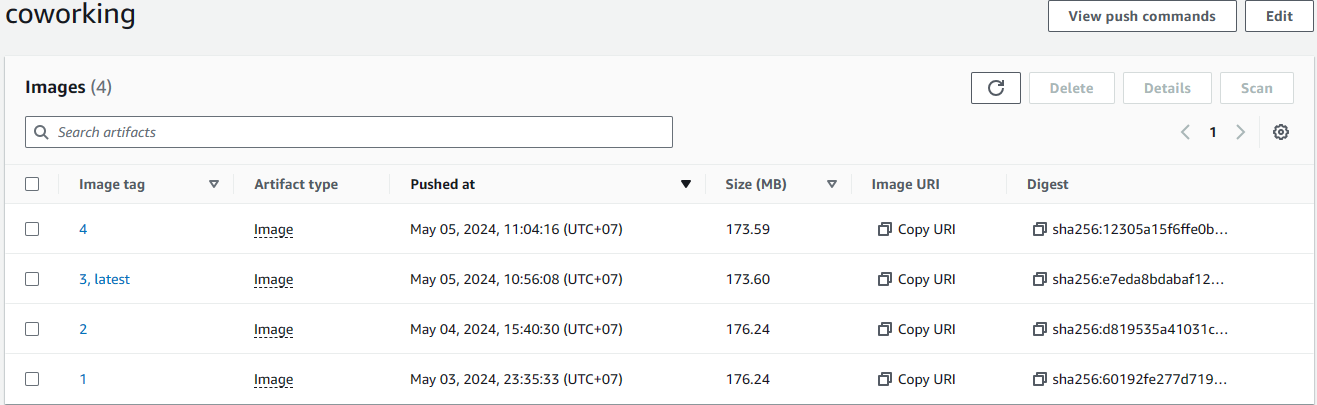 coworking View push commands Edit
Images (4) Delete Details Scan
Search artifacts 1
Image tag Artifact type Pushed at Size (MB) Image URI Digest
4 Image May 05, 2024, 11:04:16 (UTC+07) 173.59 Copy URI sha256:12305a15f6ffe0b...
3, latest Image May 05, 2024, 10:56:08 (UTC+07) 173.60 Copy URI sha256:e7eda8bdabaf12...
2 Image May 04, 2024, 15:40:30 (UTC+07) 176.24 Copy URI sha256:d819535a41031c...
1 Image May 03, 2024, 23:35:33 (UTC+07) 176.24 Copy URI sha256:60192fe277d719...